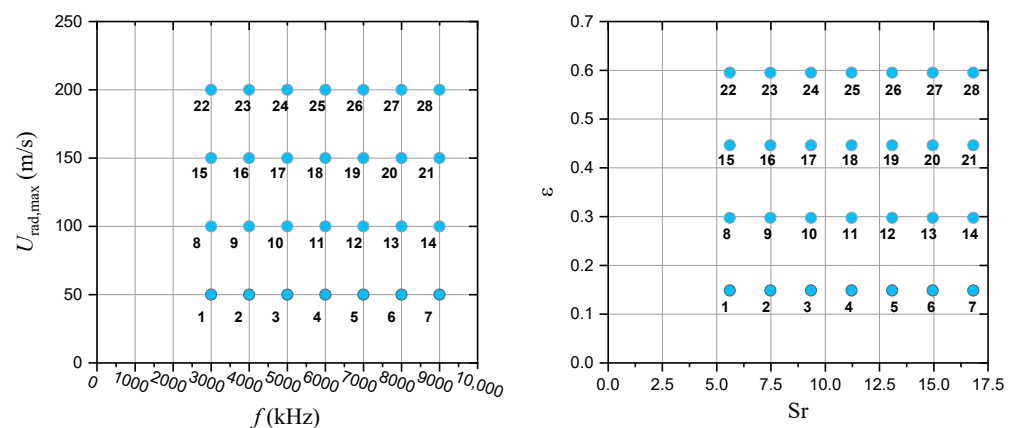 250
200
150
100
50
0
U rad,max (m/s)
22 23 24 25 26 27 28
15 16 17 18 19 20 21
8 9 10 11 12 13 14
1 2 3 4 5 6 7
0 1000 2000 3000 4000 5000 6000 7000 8000 9000 10,000
f (kHz)
0.7
0.6
0.5
0.4
0.3
0.2
0.1
0.0
ε
22 23 24 25 26 27 28
15 16 17 18 19 20 21
8 9 10 11 12 13 14
1 2 3 4 5 6 7
0.0 2.5 5.0 7.5 10.0 12.5 15.0 17.5
Sr